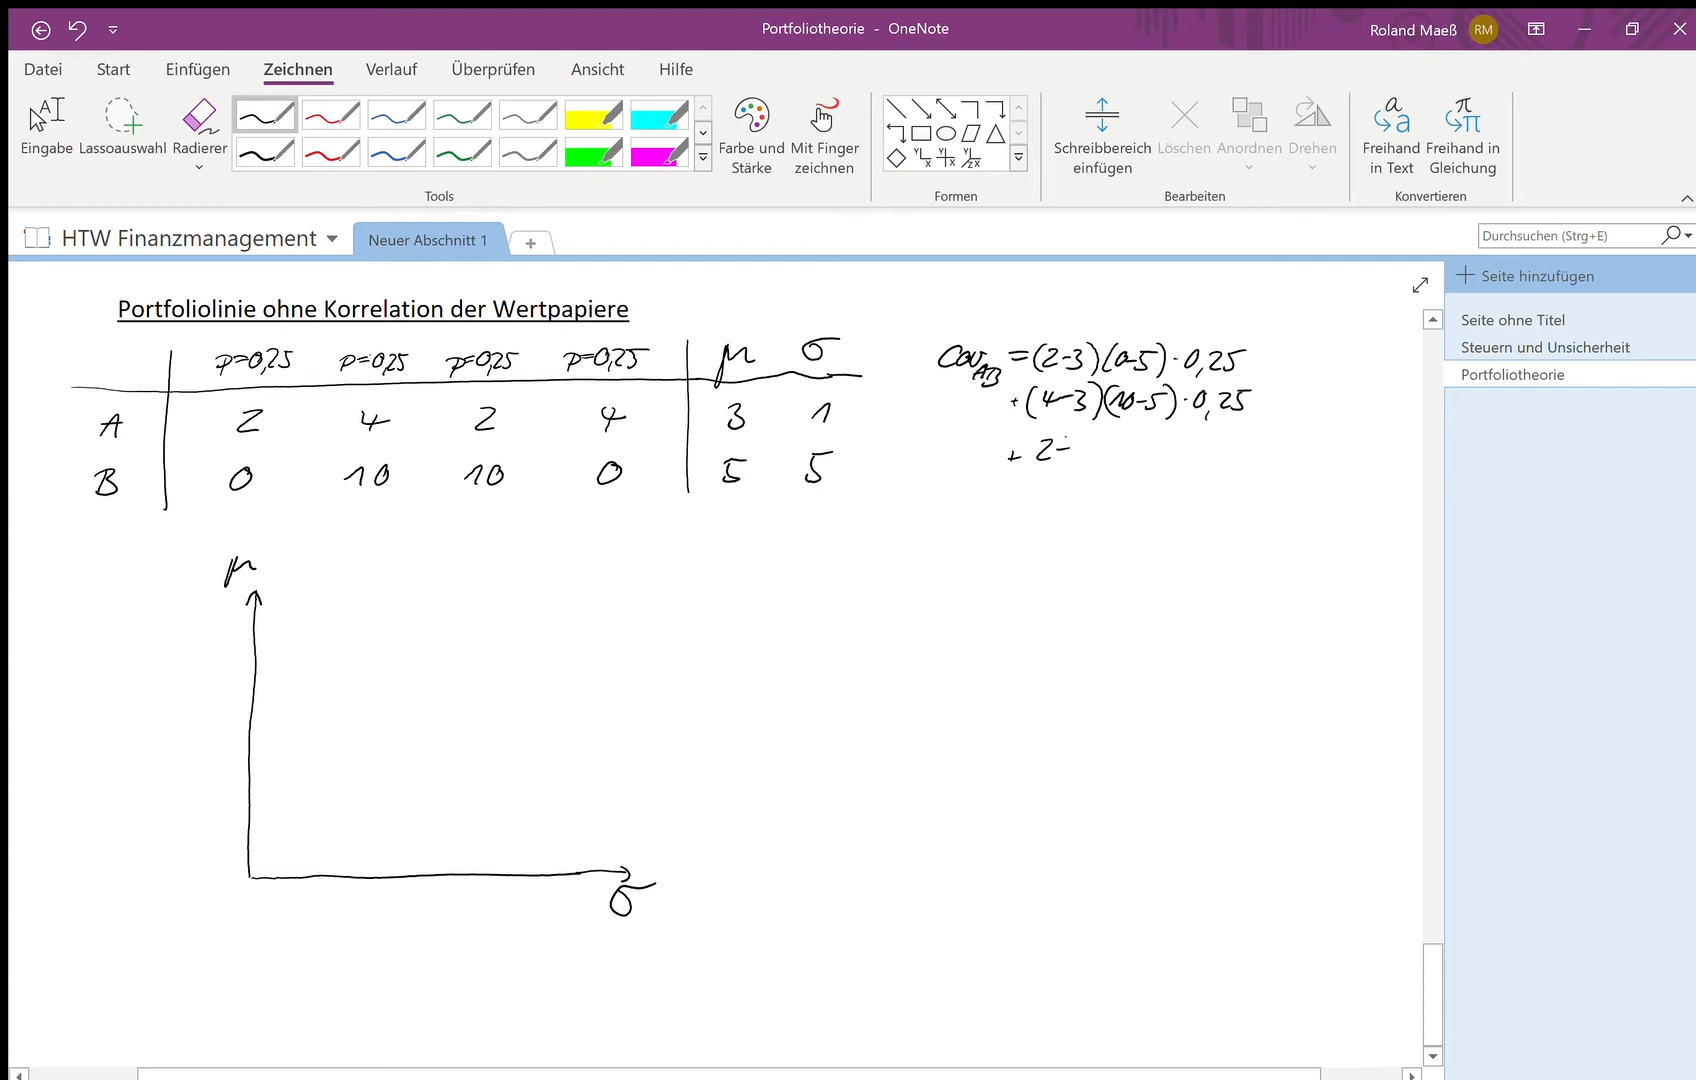 Portfoliotheorie - OneNote
Roland Maeß RM
Datei Start Einfügen Zeichnen Verlauf Überprüfen Ansicht Hilfe
Eingabe Lassoauswahl Radierer
Farbe und Stärke
Mit Finger zeichnen
Schreibbereich einfügen
Löschen Anordnen Drehen
Freihand in Text
Freihand in Gleichung
Tools Formen Bearbeiten Konvertieren
HTW Finanzmanagement Neuer Abschnitt 1 +
Durchsuchen (Strg+E)
Seite hinzufügen
Seite ohne Titel
Steuern und Unsicherheit
Portfoliotheorie
Portfoliolinie ohne Korrelation der Wertpapiere
p=0,25 p=0,25 p=0,25 p=0,25 μ σ
A 2 4 2 4 3 1
B 0 10 10 0 5 5
Cov_AB = (2-3)(0-5)·0,25
+ (4-3)(10-5)·0,25
+ 2-
μ
σ